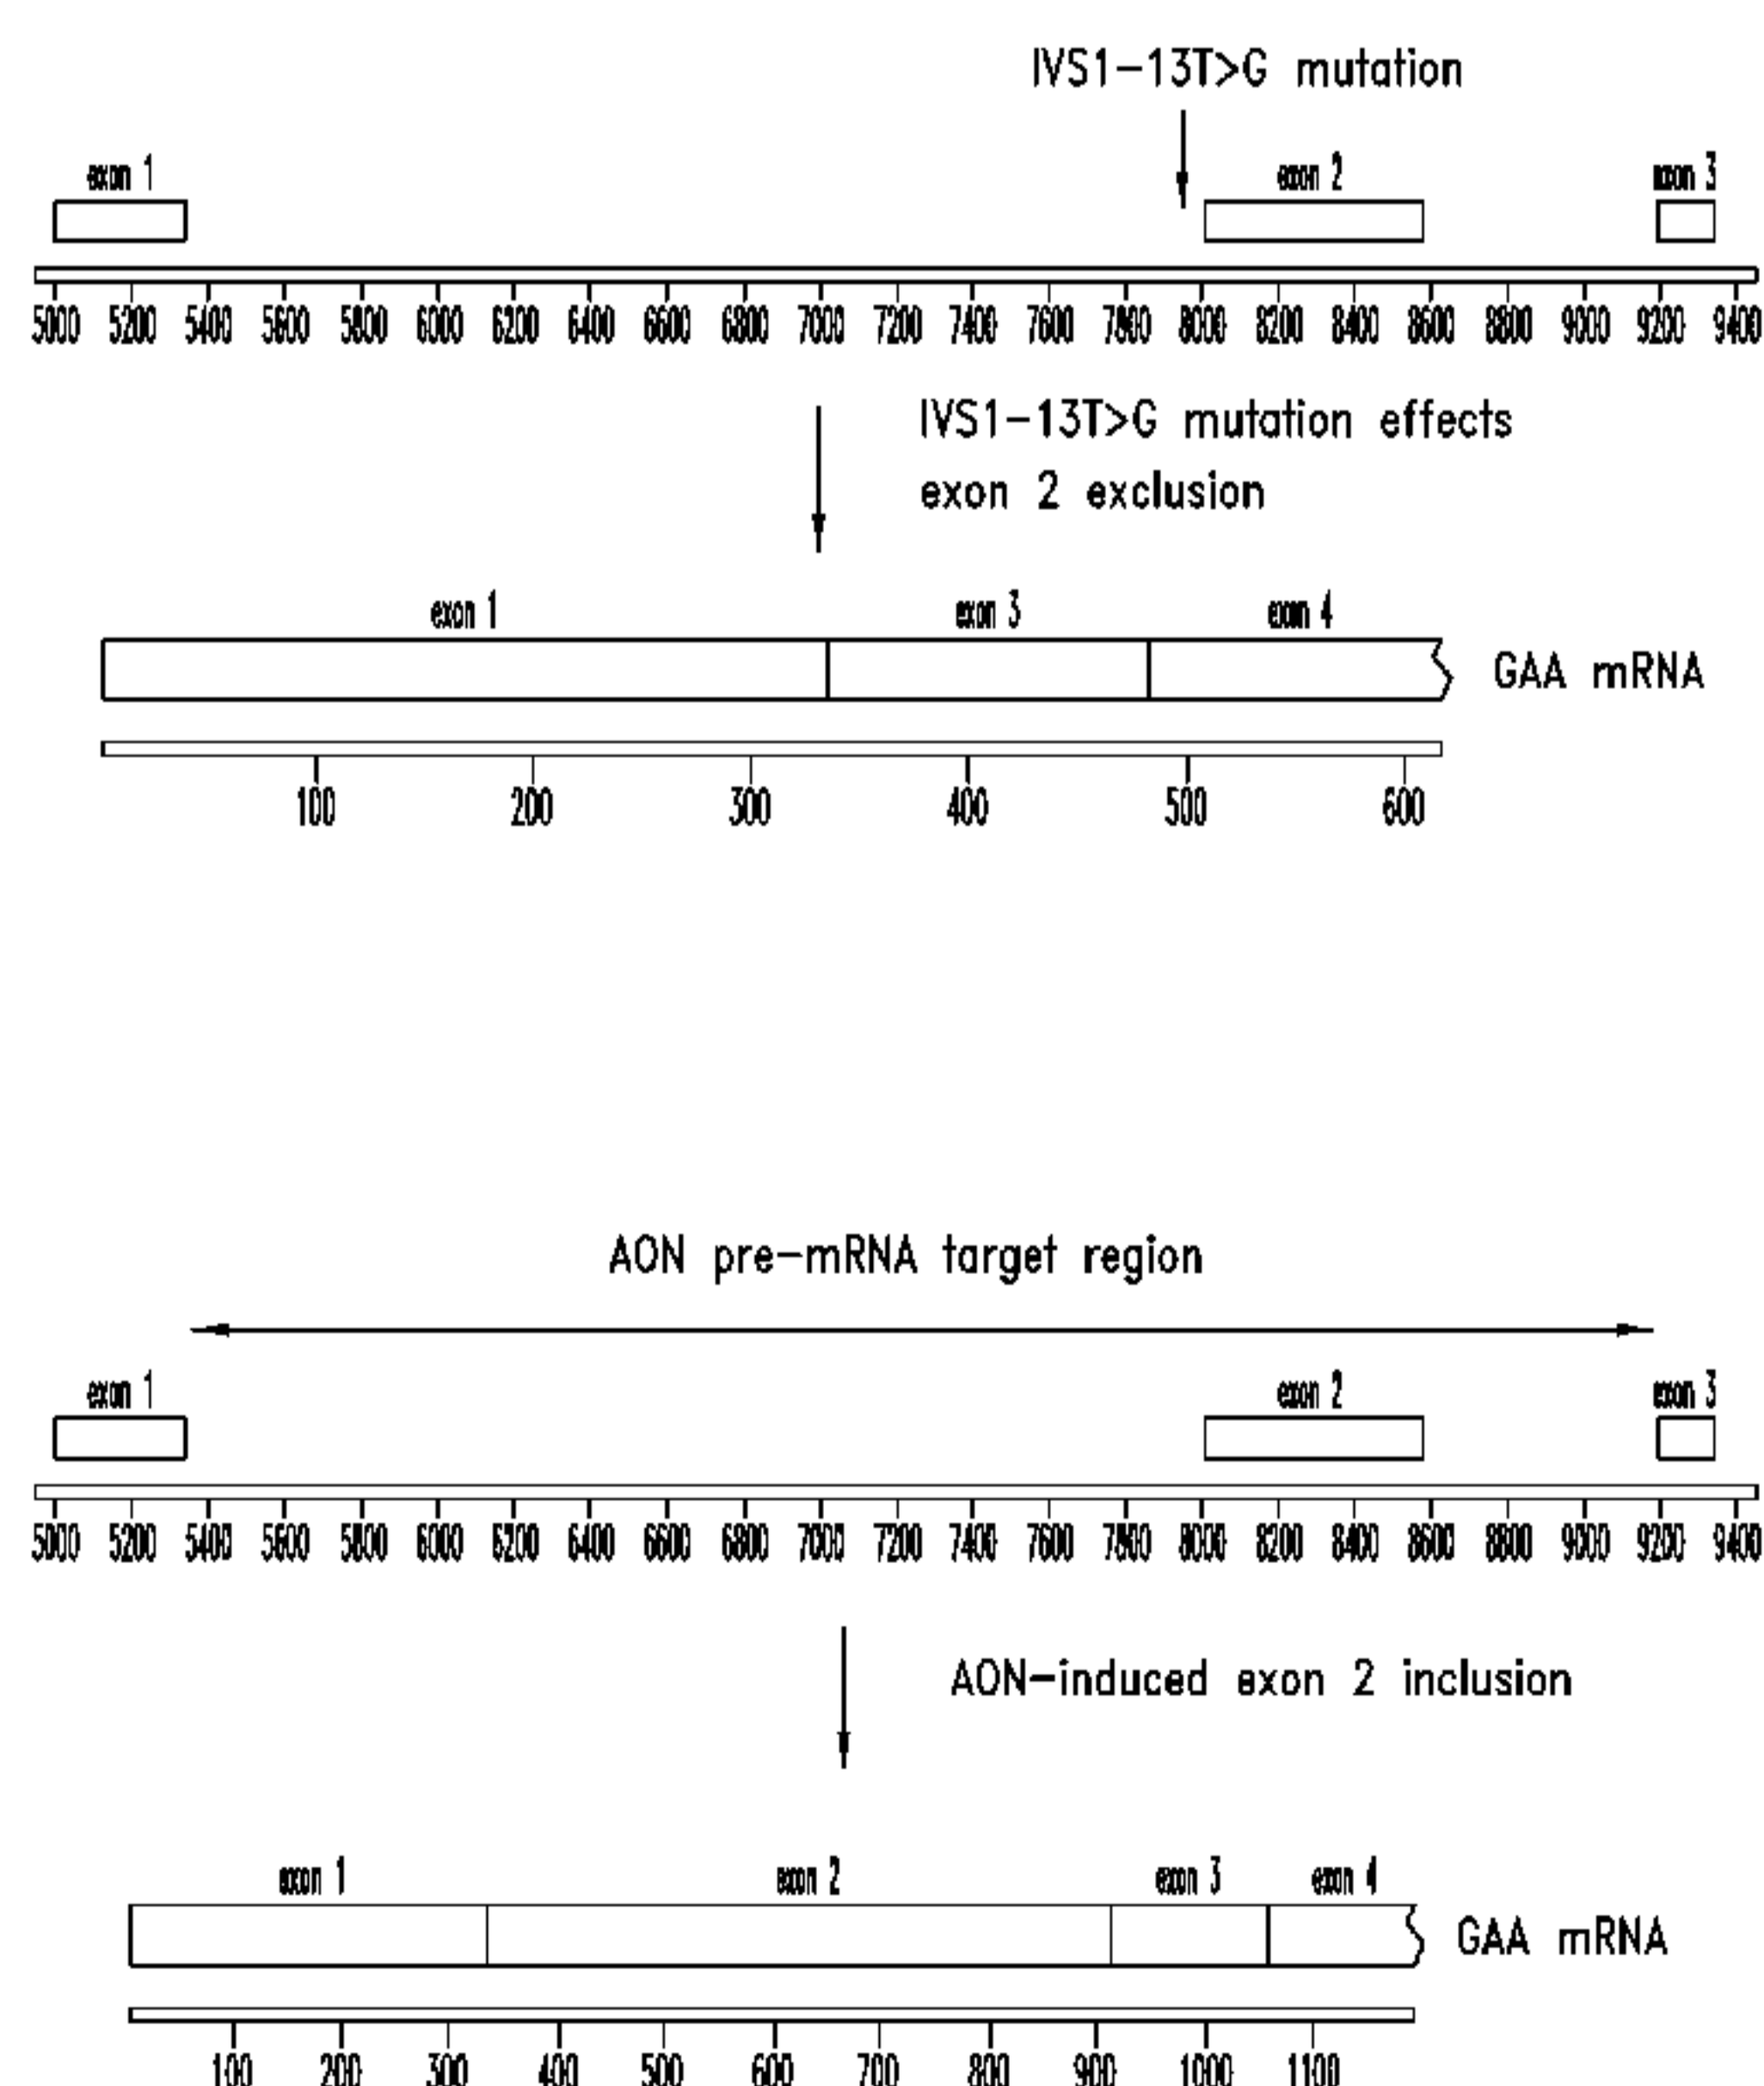 IVS1-13T>G mutation
exon 1 exon 2 exon 3
5000 5200 5400 5600 5800 6000 6200 6400 6600 6800 7000 7200 7400 7600 7800 8000 8200 8400 8600 8800 9000 9200 9400
IVS1-13T>G mutation effects
exon 2 exclusion
exon 1 exon 3 exon 4
GAA mRNA
100 200 300 400 500 600
AON pre-mRNA target region
exon 1 exon 2 exon 3
5000 5200 5400 5600 5800 6000 6200 6400 6600 6800 7000 7200 7400 7600 7800 8000 8200 8400 8600 8800 9000 9200 9400
AON-induced exon 2 inclusion
exon 1 exon 2 exon 3 exon 4
GAA mRNA
100 200 300 400 500 600 700 800 900 1000 1100